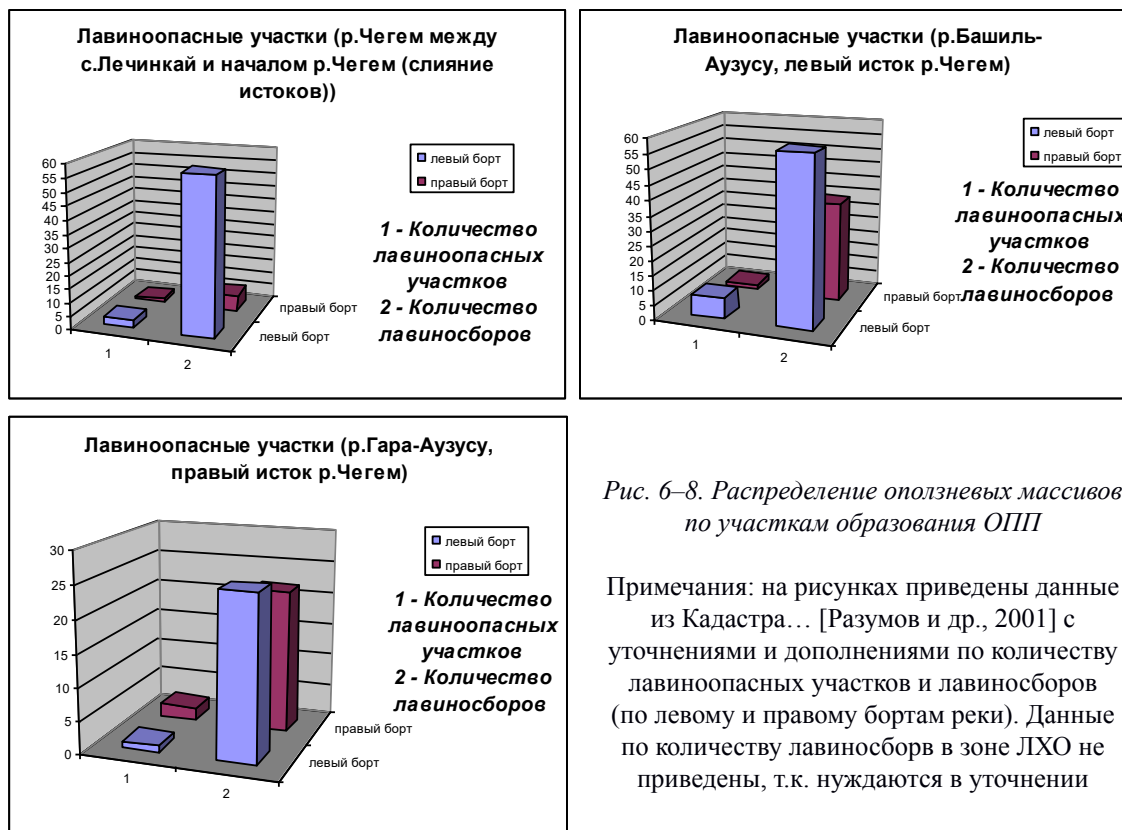 Лавиноопасные участки (р.Чегем между
с.Лечинкай и началом р.Чегем (слияние
истоков))
60
55
50
45
40
35
30
25
20
15
10
5
0
1
2
правый борт
левый борт
левый борт
правый борт
1 - Количество
лавиноопасных
участков
2 - Количество
лавиносборов
Лавиноопасные участки (р.Башиль-
Аузусу, левый исток р.Чегем)
60
55
50
45
40
35
30
25
20
15
10
5
0
1
2
правый борт
левый борт
левый борт
правый борт
1 - Количество
лавиноопасных
участков
2 - Количество
лавиносборов
Лавиноопасные участки (р.Гара-Аузусу,
правый исток р.Чегем)
30
25
20
15
10
5
0
1
2
правый борт
левый борт
левый борт
правый борт
1 - Количество
лавиноопасных
участков
2 - Количество
лавиносборов
Рис. 6–8. Распределение оползневых массивов
по участкам образования ОПП
Примечания: на рисунках приведены данные
из Кадастра… [Разумов и др., 2001] с
уточнениями и дополнениями по количеству
лавиноопасных участков и лавиносборов
(по левому и правому бортам реки). Данные
по количеству лавиносборв в зоне ЛХО не
приведены, т.к. нуждаются в уточнении